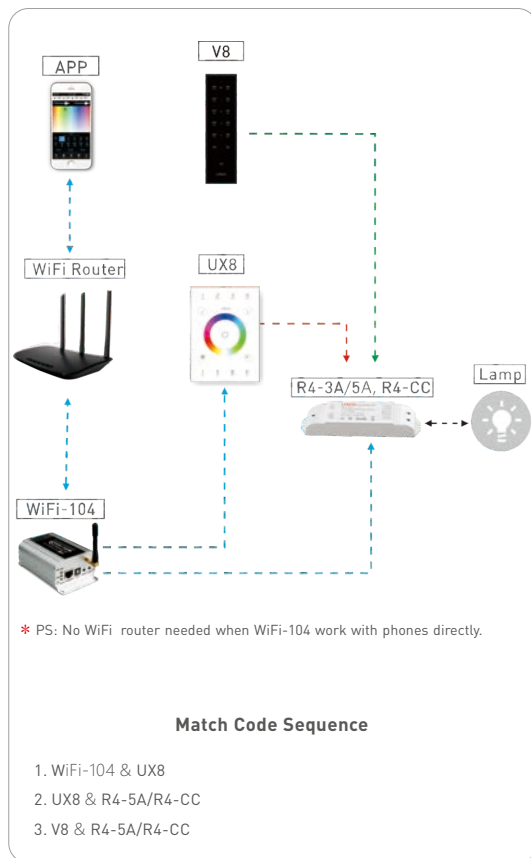 V8
APP
WiFi Router
UX8
R4-3A/5A, R4-CC
Lamp
WiFi-104
* PS: No WiFi router needed when WiFi-104 work with phones directly.
Match Code Sequence
1. WiFi-104 & UX8
2. UX8 & R4-5A/R4-CC
3. V8 & R4-5A/R4-CC